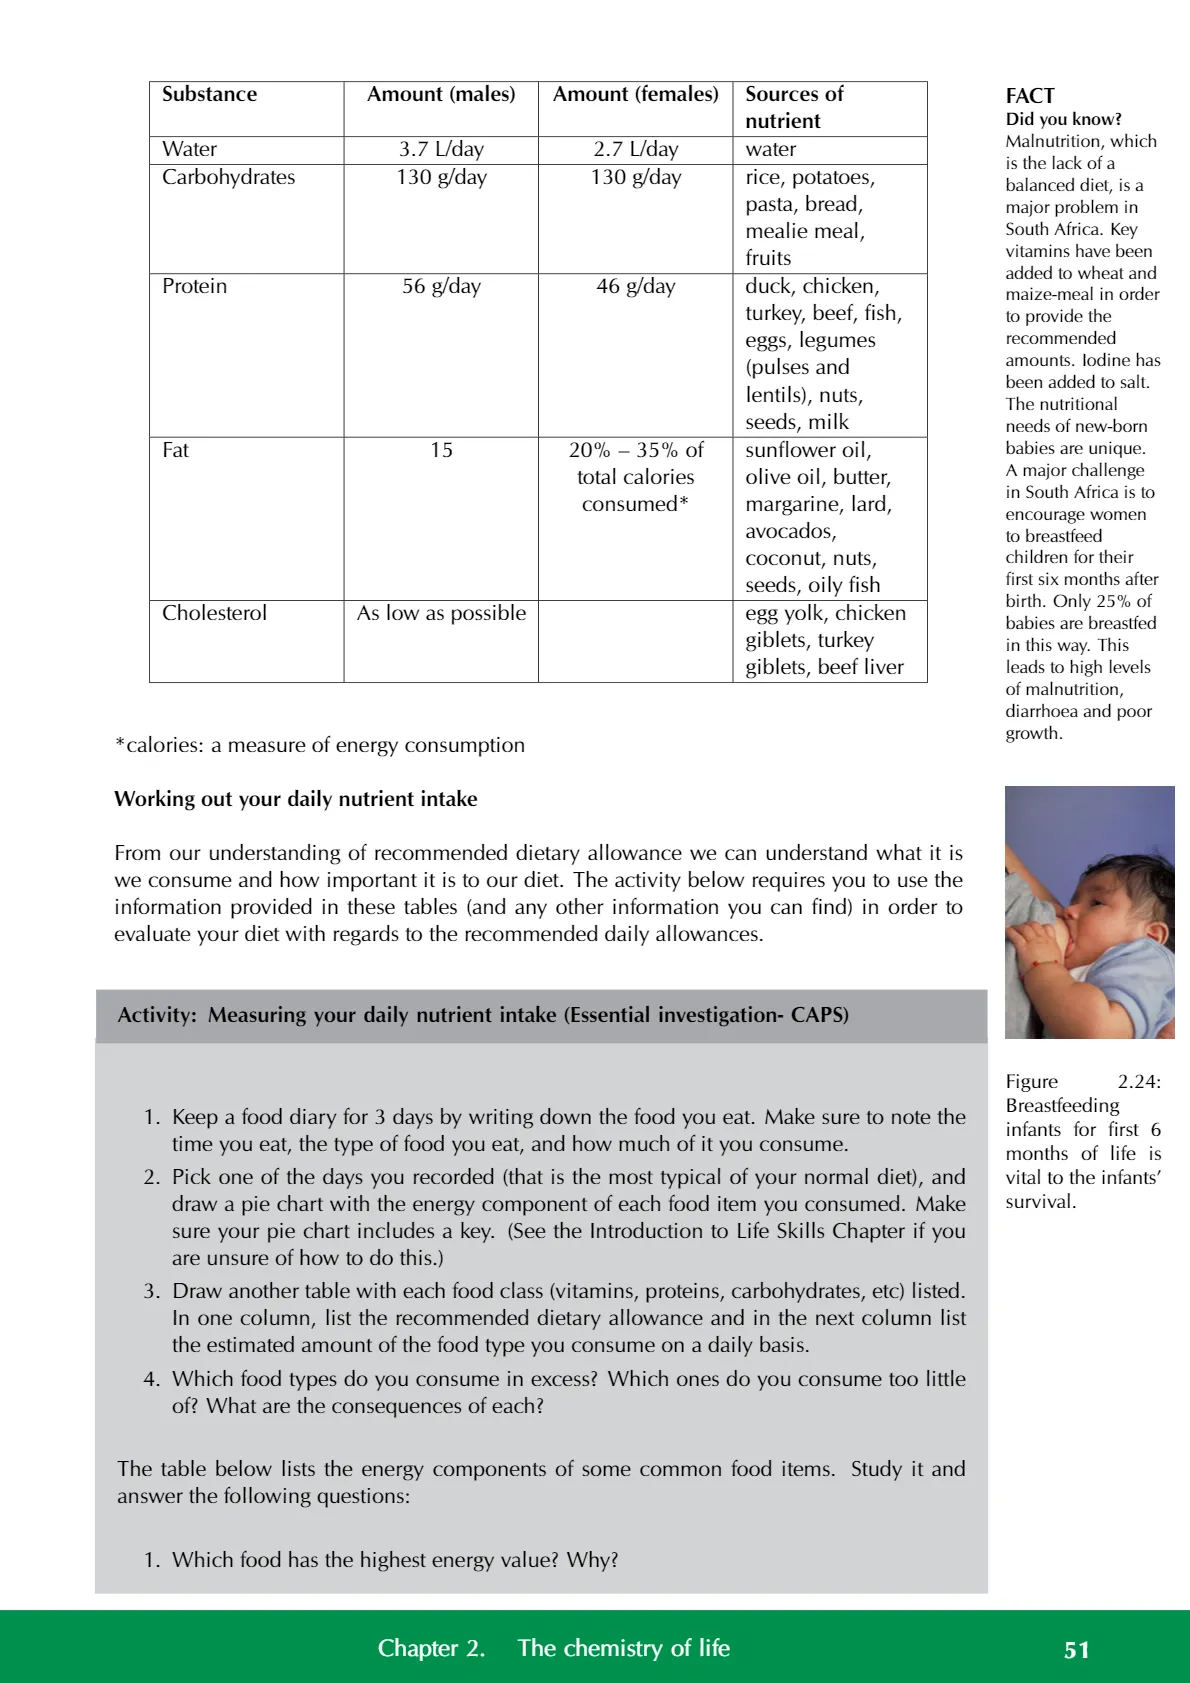 Substance Amount (males) Amount (females) Sources of
nutrient
Water 3.7 L/day 2.7 L/day water
Carbohydrates 130 g/day 130 g/day rice, potatoes,
pasta, bread,
mealie meal,
fruits
Protein 56 g/day 46 g/day duck, chicken,
turkey, beef, fish,
eggs, legumes
(pulses and
lentils), nuts,
seeds, milk
Fat 15 20% – 35% of sunflower oil,
total calories olive oil, butter,
consumed* margarine, lard,
avocados,
coconut, nuts,
seeds, oily fish
Cholesterol As low as possible egg yolk, chicken
giblets, turkey
giblets, beef liver
*calories: a measure of energy consumption
Working out your daily nutrient intake
From our understanding of recommended dietary allowance we can understand what it is
we consume and how important it is to our diet. The activity below requires you to use the
information provided in these tables (and any other information you can find) in order to
evaluate your diet with regards to the recommended daily allowances.
Activity: Measuring your daily nutrient intake (Essential investigation- CAPS)
1. Keep a food diary for 3 days by writing down the food you eat. Make sure to note the
time you eat, the type of food you eat, and how much of it you consume.
2. Pick one of the days you recorded (that is the most typical of your normal diet), and
draw a pie chart with the energy component of each food item you consumed. Make
sure your pie chart includes a key. (See the Introduction to Life Skills Chapter if you
are unsure of how to do this.)
3. Draw another table with each food class (vitamins, proteins, carbohydrates, etc) listed.
In one column, list the recommended dietary allowance and in the next column list
the estimated amount of the food type you consume on a daily basis.
4. Which food types do you consume in excess? Which ones do you consume too little
of? What are the consequences of each?
The table below lists the energy components of some common food items. Study it and
answer the following questions:
1. Which food has the highest energy value? Why?
FACT
Did you know?
Malnutrition, which
is the lack of a
balanced diet, is a
major problem in
South Africa. Key
vitamins have been
added to wheat and
maize-meal in order
to provide the
recommended
amounts. Iodine has
been added to salt.
The nutritional
needs of new-born
babies are unique.
A major challenge
in South Africa is to
encourage women
to breastfeed
children for their
first six months after
birth. Only 25% of
babies are breastfed
in this way. This
leads to high levels
of malnutrition,
diarrhoea and poor
growth.
Figure 2.24:
Breastfeeding
infants for first 6
months of life is
vital to the infants’
survival.
Chapter 2. The chemistry of life 51